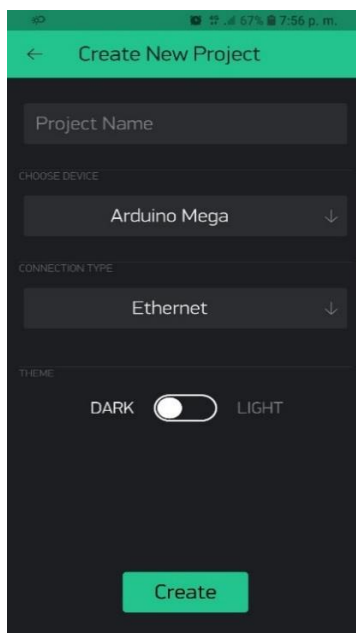 67% 7:56 p. m.
Create New Project
Project Name
CHOOSE DEVICE
Arduino Mega
CONNECTION TYPE
Ethernet
THEME
DARK LIGHT
Create